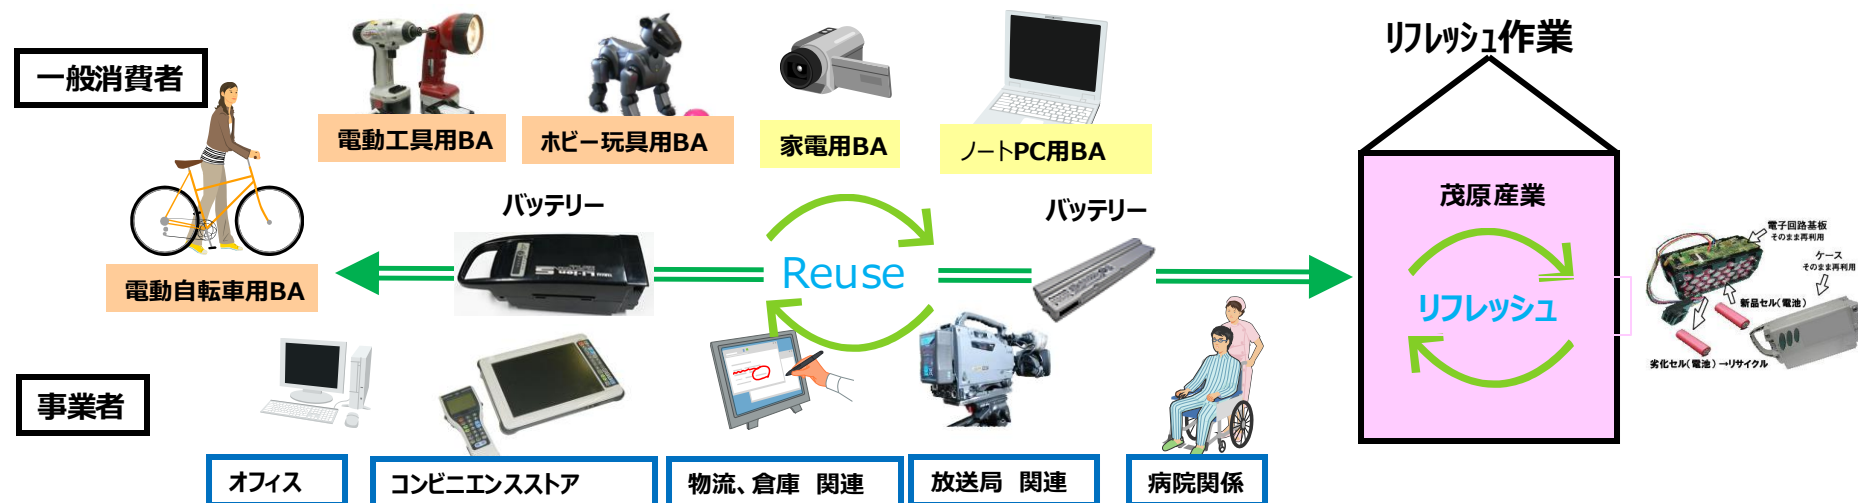 リフレッシュ作業
一般消費者
電動工具用BA
ホビー玩具用BA
家電用BA
ノートPC用BA
茂原産業
バッテリー
バッテリー
電子回路基板
そのまま再利用
ケース
そのまま再利用
電動自転車用BA
Li-ion S
Reuse
リフレッシュ
新品セル(電池)
劣化セル(電池)→リサイクル
事業者
オフィス
コンビニエンスストア
物流、倉庫 関連
放送局 関連
病院関係